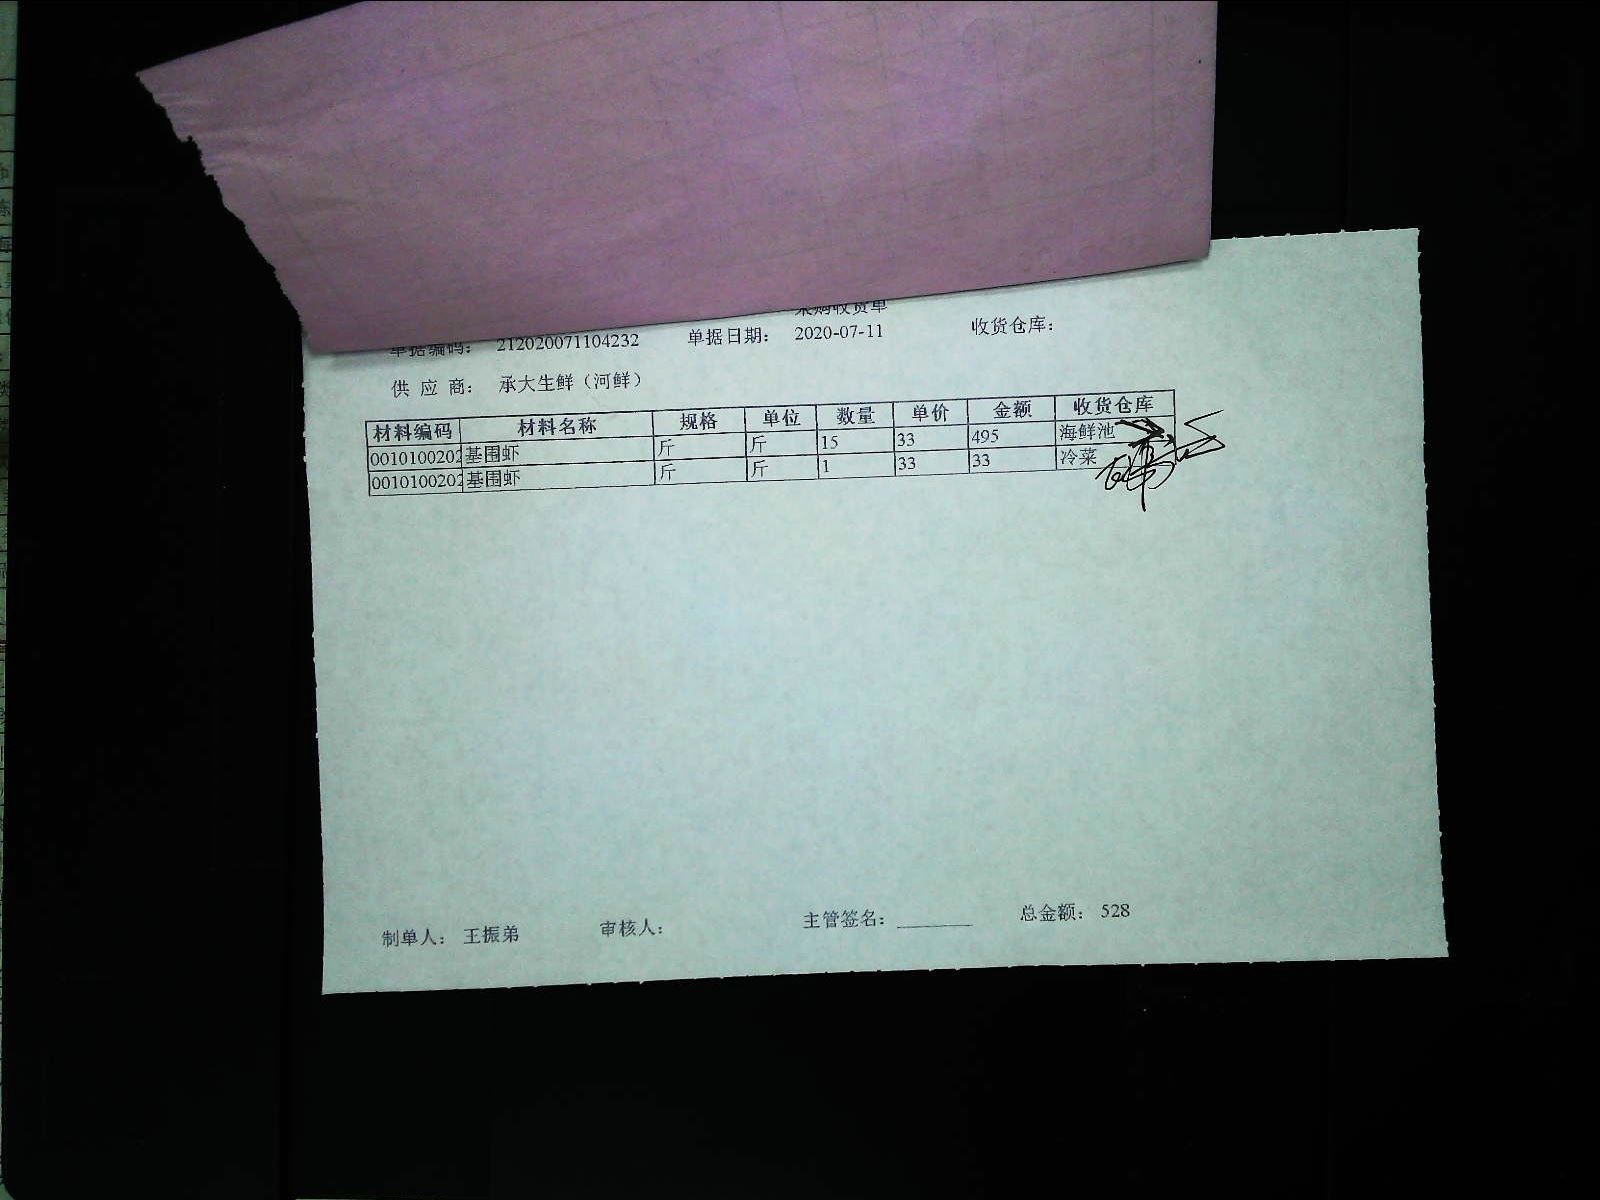 采购收货单
单据编码： 212020071104232 单据日期： 2020-07-11 收货仓库：
供 应 商： 承大生鲜（河鲜）
材料编码 材料名称 规格 单位 数量 单价 金额 收货仓库
0010100202 基围虾 斤 斤 15 33 495 海鲜池
0010100202 基围虾 斤 斤 1 33 33 冷菜
制单人： 王振弟 审核人： 主管签名： 总金额： 528